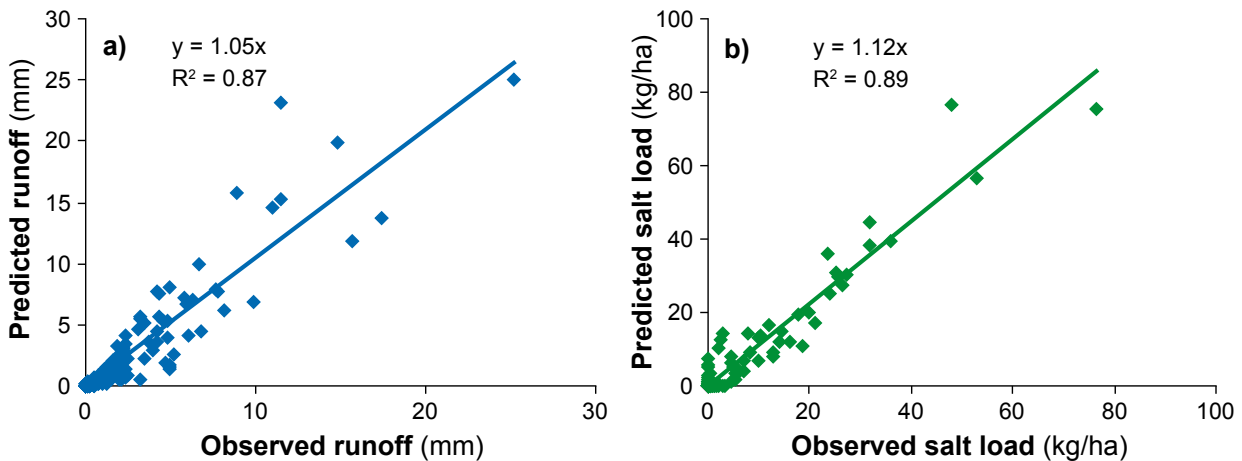 a)
y = 1.05x
R² = 0.87
Predicted runoff (mm)
30
25
20
15
10
5
0
0 10 20 30
Observed runoff (mm)
b)
y = 1.12x
R² = 0.89
Predicted salt load (kg/ha)
100
80
60
40
20
0
0 20 40 60 80 100
Observed salt load (kg/ha)